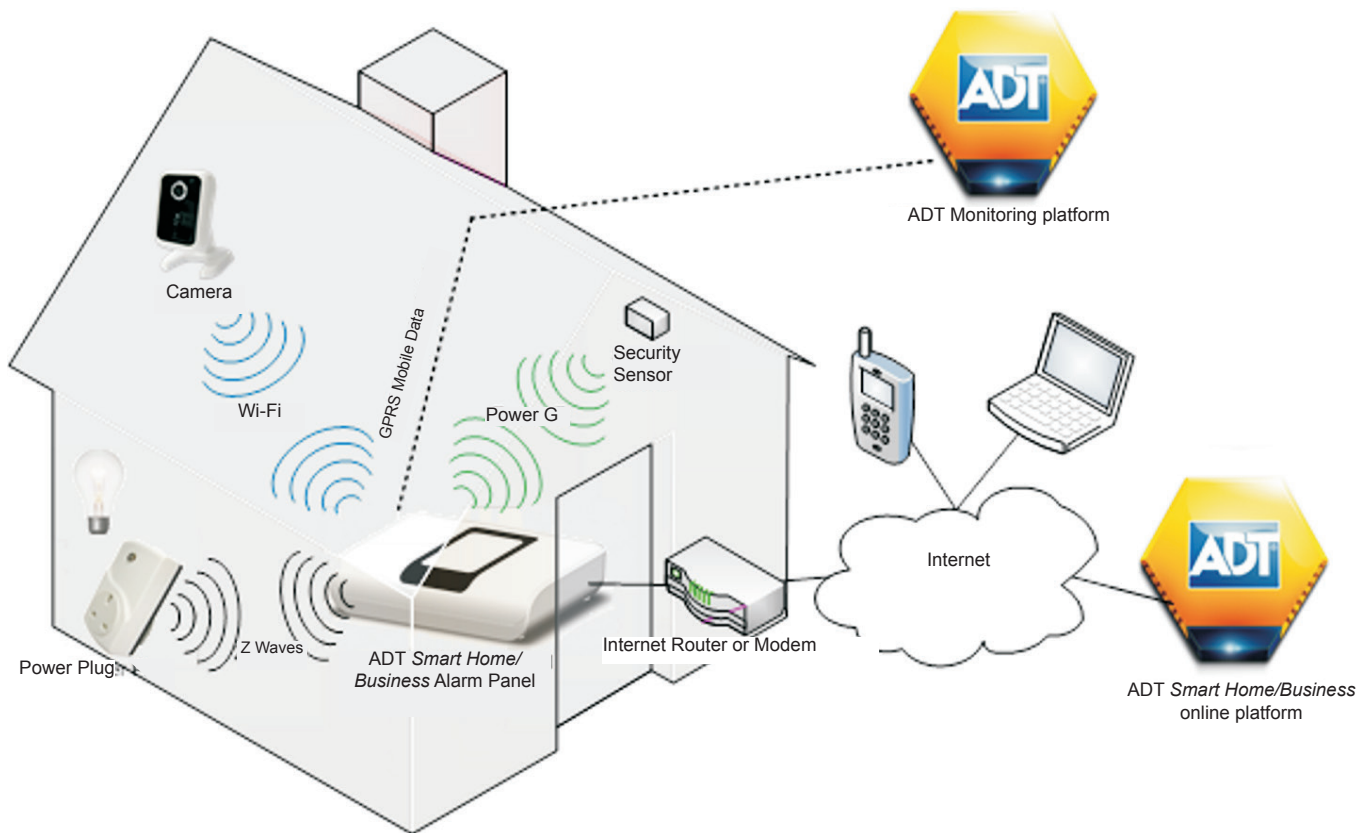 ADT
ADT Monitoring platform
Camera
Wi-Fi
GPRS Mobile Data
Security
Sensor
Power G
Internet
ADT
Z Waves
Power Plug
ADT Smart Home/
Business Alarm Panel
Internet Router or Modem
ADT Smart Home/Business
online platform